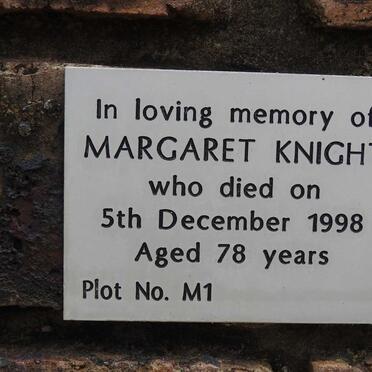 In loving memory of
MARGARET KNIGHT
who died on
5th December 1998
Aged 78 years
Plot No. M1